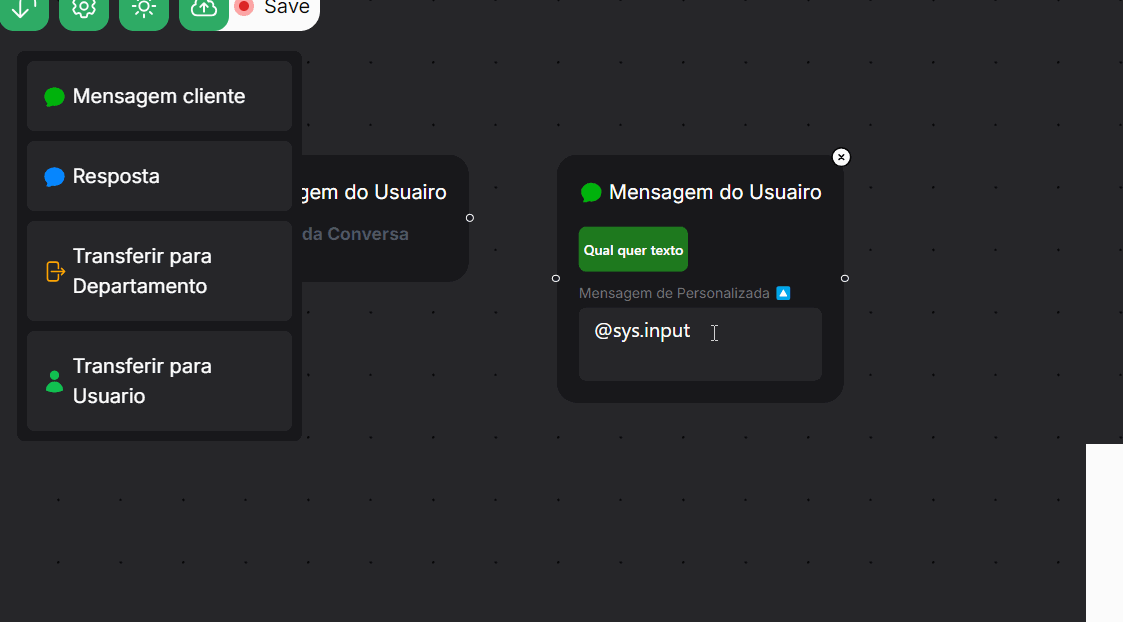 Save
Mensagem cliente
Resposta
Transferir para
Departamento
Transferir para
Usuario
gem do Usuairo
da Conversa
Mensagem do Usuairo
Qual quer texto
Mensagem de Personalizada
@sys.input